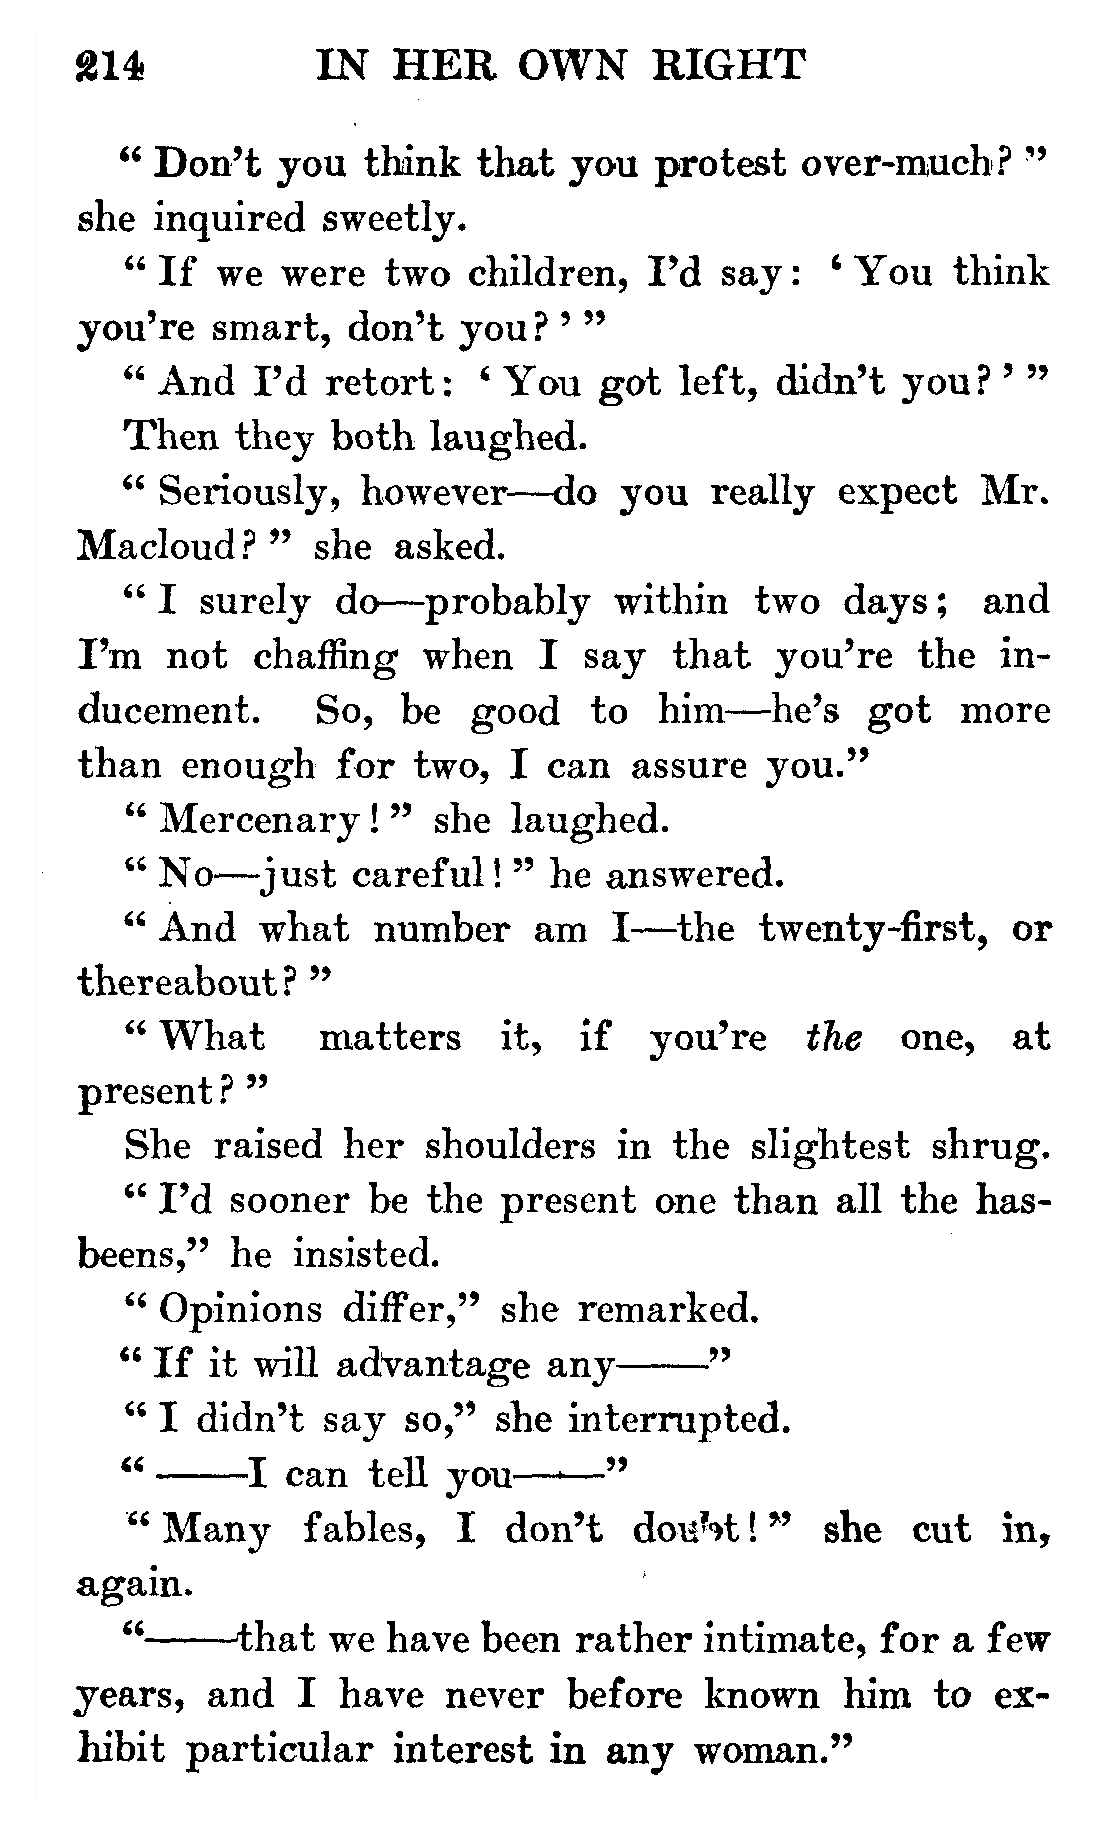 214 IN HER OWN RIGHT
“ Don’t you think that you protest over-much? ”
she inquired sweetly.
“ If we were two children, I’d say: ‘ You think
you’re smart, don’t you? ’ ”
“ And I’d retort: ‘ You got left, didn’t you? ’ ”
Then they both laughed.
“ Seriously, however—do you really expect Mr.
Macloud? ” she asked.
“ I surely do—probably within two days; and
I’m not chaffing when I say that you’re the in-
ducement. So, be good to him—he’s got more
than enough for two, I can assure you.”
“ Mercenary! ” she laughed.
“ No—just careful! ” he answered.
“ And what number am I—the twenty-first, or
thereabout? ”
“ What matters it, if you’re the one, at
present? ”
She raised her shoulders in the slightest shrug.
“ I’d sooner be the present one than all the has-
beens,” he insisted.
“ Opinions differ,” she remarked.
“ If it will advantage any——”
“ I didn’t say so,” she interrupted.
“ ——I can tell you——”
“ Many fables, I don’t doubt! ” she cut in,
again.
“——that we have been rather intimate, for a few
years, and I have never before known him to ex-
hibit particular interest in any woman.”